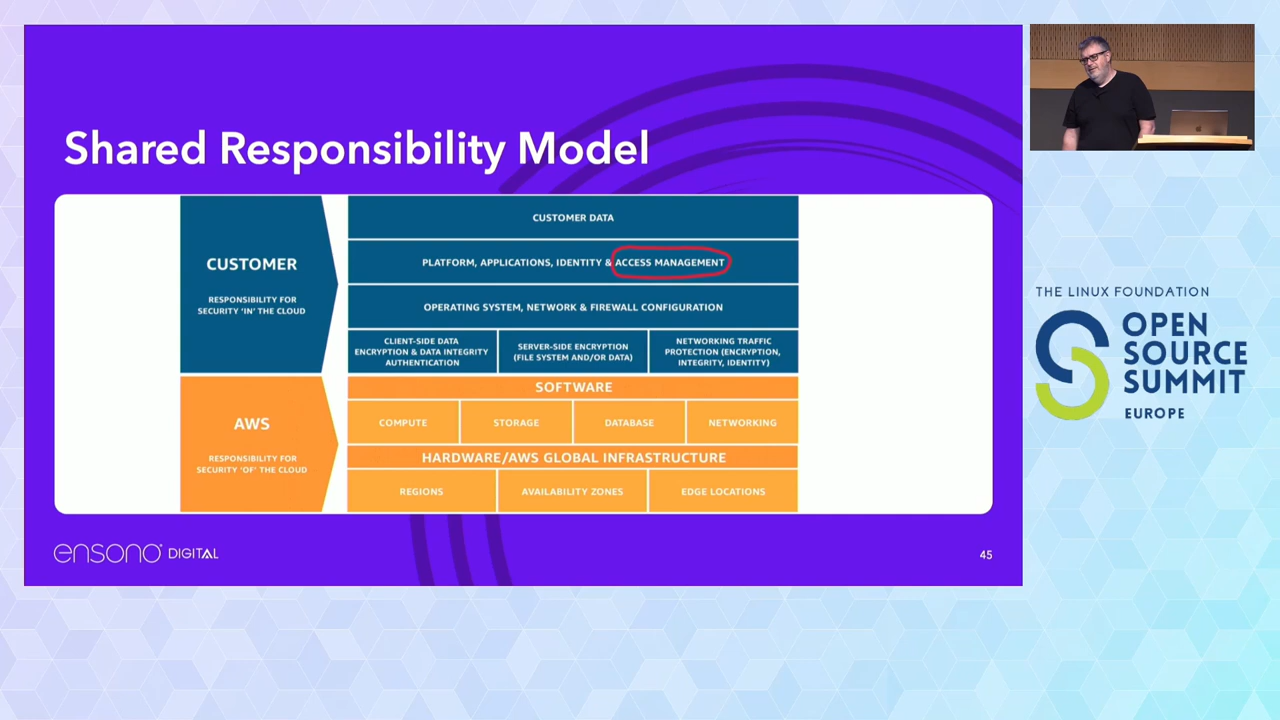 Shared Responsibility Model
CUSTOMER
RESPONSIBILITY FOR
SECURITY 'IN' THE CLOUD
CUSTOMER DATA
PLATFORM, APPLICATIONS, IDENTITY & ACCESS MANAGEMENT
OPERATING SYSTEM, NETWORK & FIREWALL CONFIGURATION
CLIENT-SIDE DATA
ENCRYPTION & DATA INTEGRITY
AUTHENTICATION
SERVER-SIDE ENCRYPTION
(FILE SYSTEM AND/OR DATA)
NETWORKING TRAFFIC
PROTECTION (ENCRYPTION,
INTEGRITY, IDENTITY)
AWS
RESPONSIBILITY FOR
SECURITY 'OF' THE CLOUD
SOFTWARE
COMPUTE
STORAGE
DATABASE
NETWORKING
HARDWARE/AWS GLOBAL INFRASTRUCTURE
REGIONS
AVAILABILITY ZONES
EDGE LOCATIONS
ensono DIGITAL
45
THE LINUX FOUNDATION
OPEN
SOURCE
SUMMIT
EUROPE